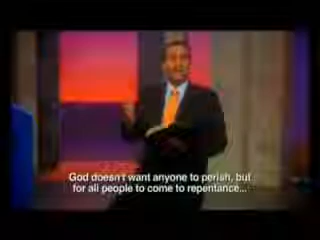 God doesn't want anyone to perish, but
for all people to come to repentance...